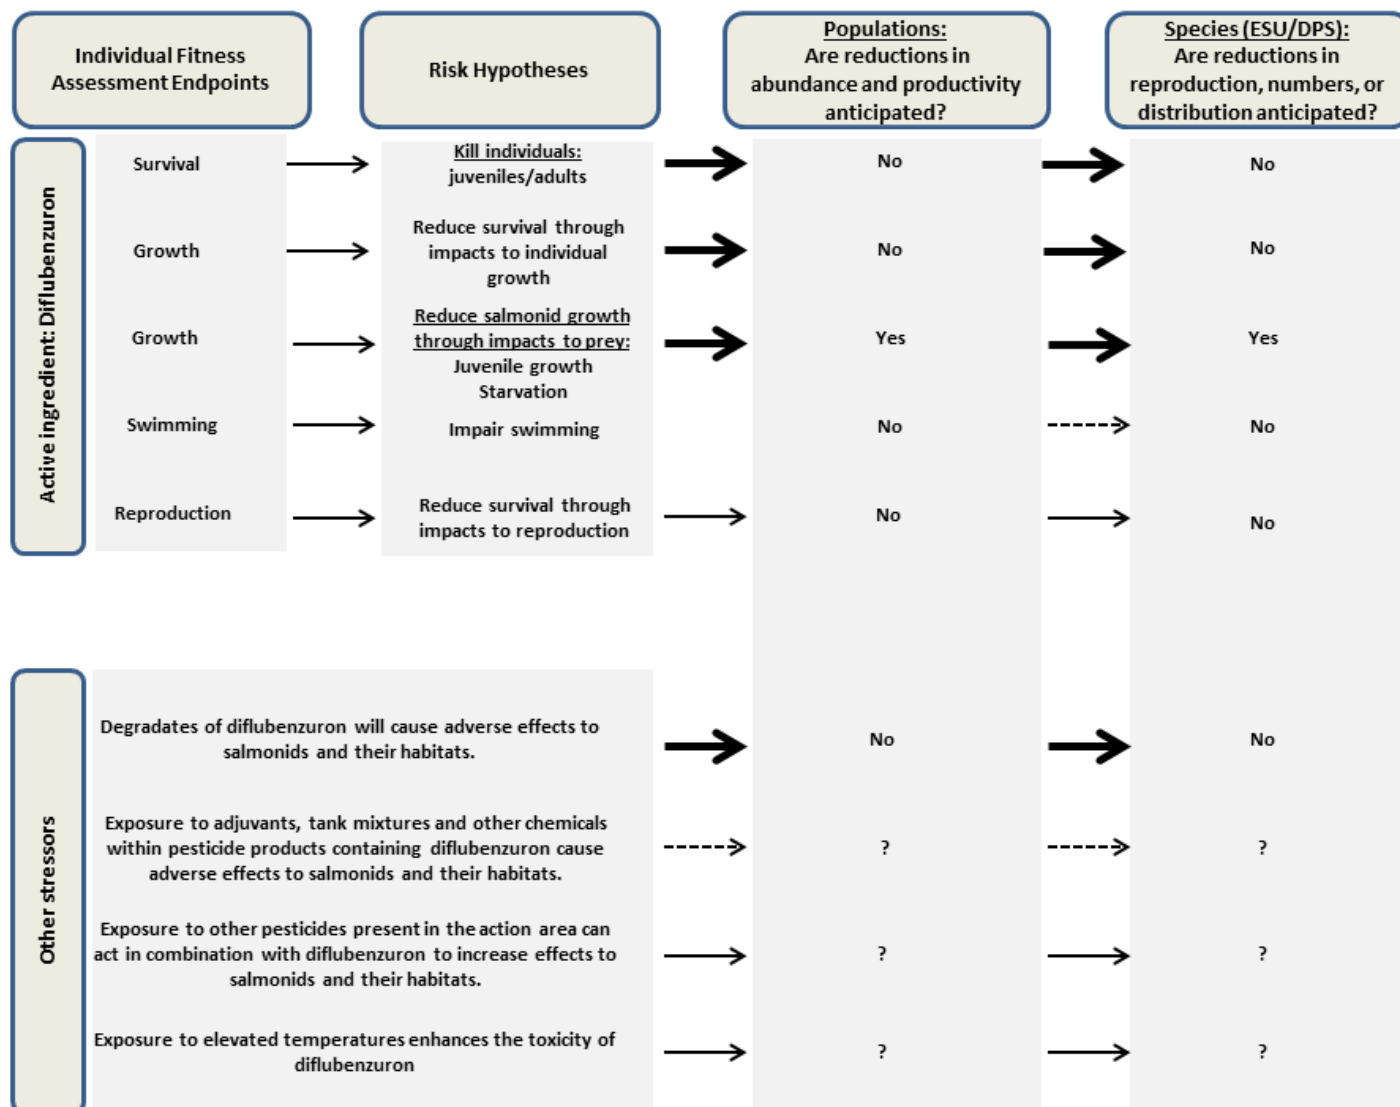 Individual Fitness
Assessment Endpoints
Risk Hypotheses
Populations:
Are reductions in
abundance and productivity
anticipated?
Species (ESU/DPS):
Are reductions in
reproduction, numbers, or
distribution anticipated?
Active ingredient: Diflubenzuron
Survival
Kill individuals:
juveniles/adults
No
No
Growth
Reduce survival through
impacts to individual
growth
No
No
Growth
Reduce salmonid growth
through impacts to prey:
Juvenile growth
Starvation
Yes
Yes
Swimming
Impair swimming
No
No
Reproduction
Reduce survival through
impacts to reproduction
No
No
Other stressors
Degradates of diflubenzuron will cause adverse effects to
salmonids and their habitats.
No
No
Exposure to adjuvants, tank mixtures and other chemicals
within pesticide products containing diflubenzuron cause
adverse effects to salmonids and their habitats.
?
?
Exposure to other pesticides present in the action area can
act in combination with diflubenzuron to increase effects to
salmonids and their habitats.
?
?
Exposure to elevated temperatures enhances the toxicity of
diflubenzuron
?
?